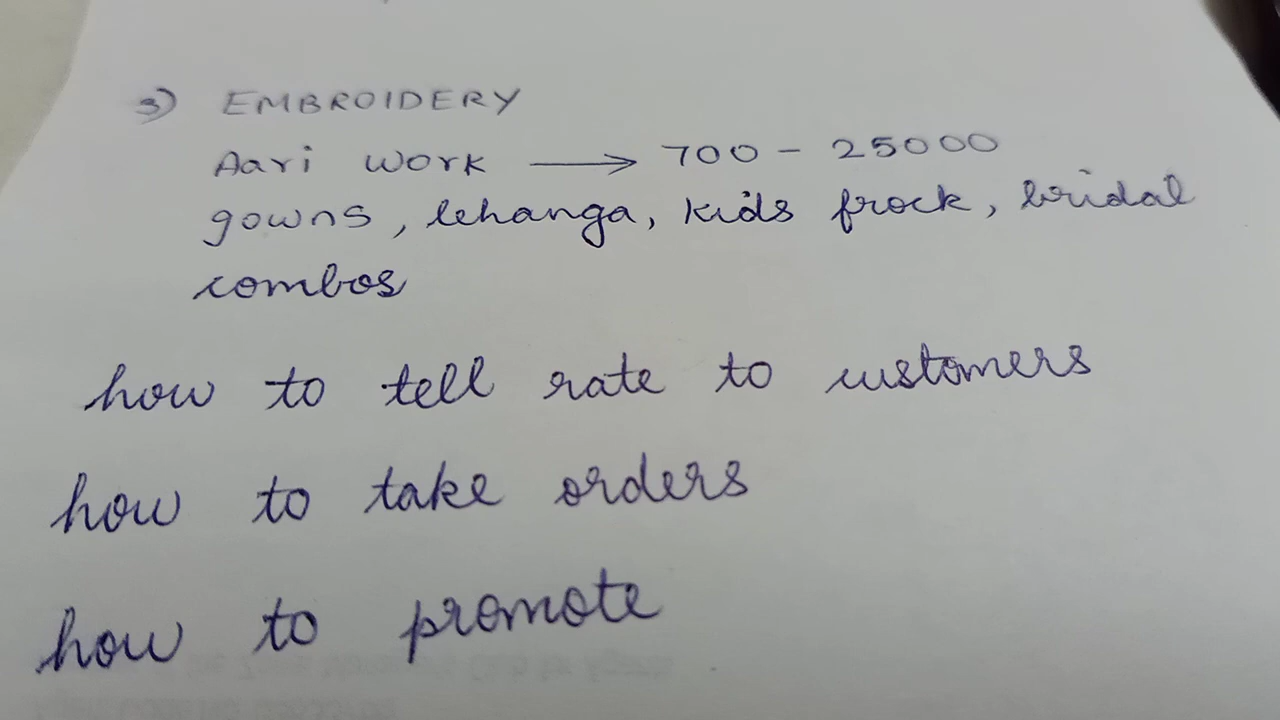 3) EMBROIDERY
Aari work → 700 - 25000
gowns, lehanga, kids frock, bridal
combos
how to tell rate to customers
how to take orders
how to promote